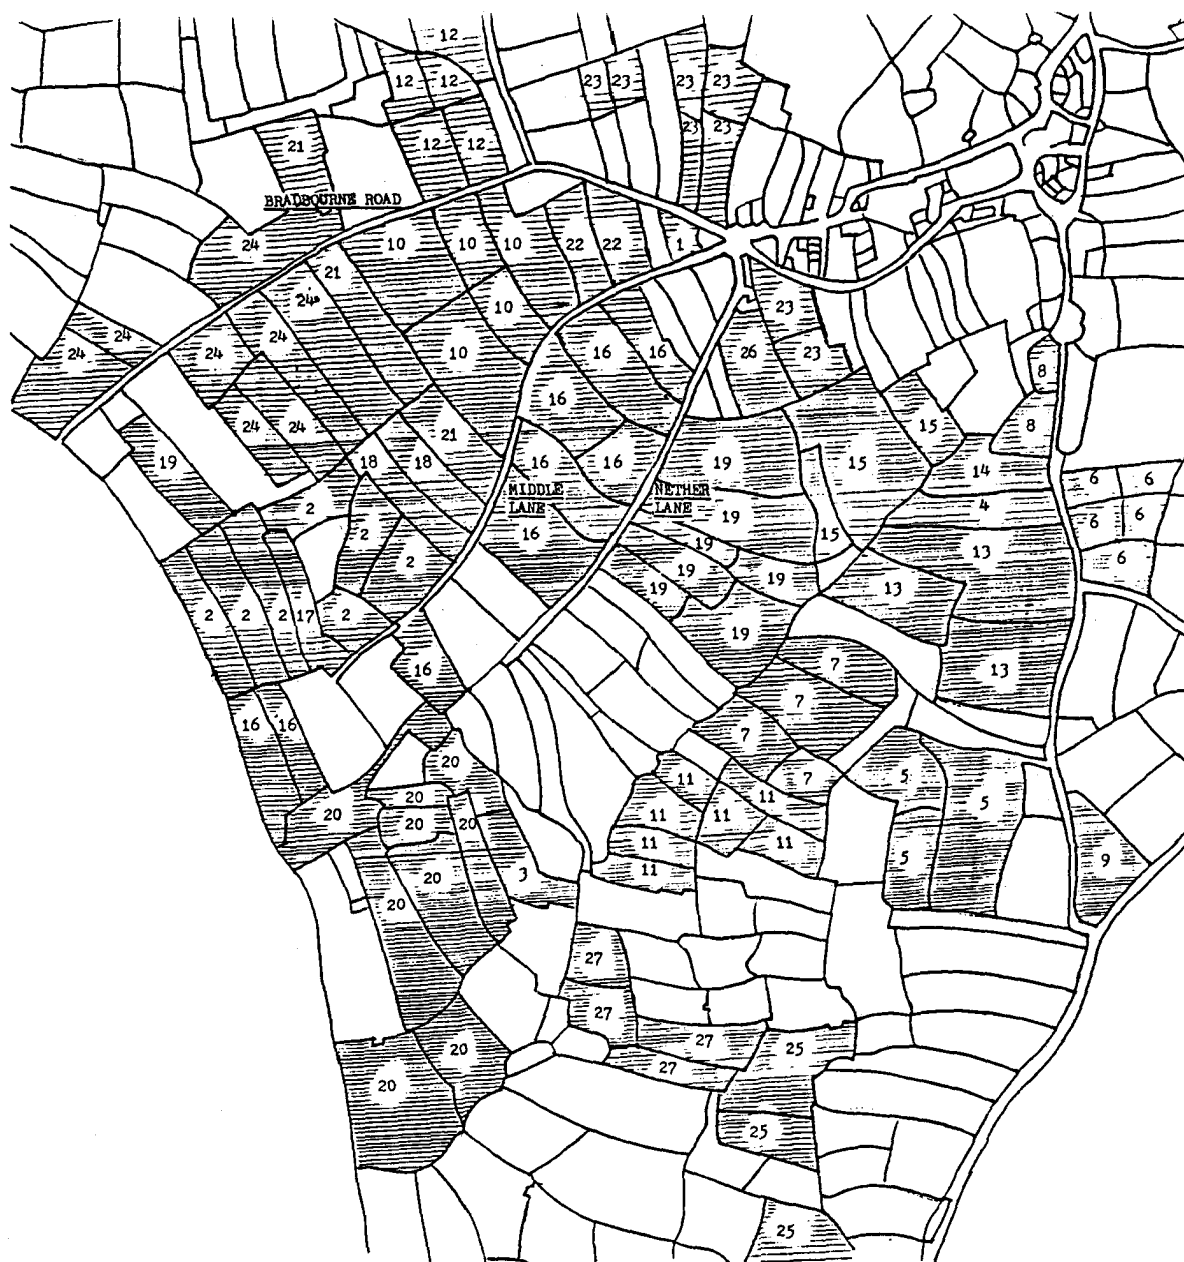 12
12 12 23 23 23 23
12 12 23 23
21
BRADBOURNE ROAD
24 10 10 10 22 22 1
21
24 10 23
24 24 24 24 10 16 16 26 23
8
16
24 24 21 15 8
19 18 18 16 16 19 15 14
MIDDLE NETHER
LANE LANE
6 6
2 2 16 19 15 4 6 6
2 19 19 13 6
19 19 13
2 2 2 17 2 19
16 7 13
16 16 7 7
20 11 7 5 5
20 11 11 11
20 20 20 11 11 5 9
20 3 11
20
27
27
27 25
20 20 27
25
25